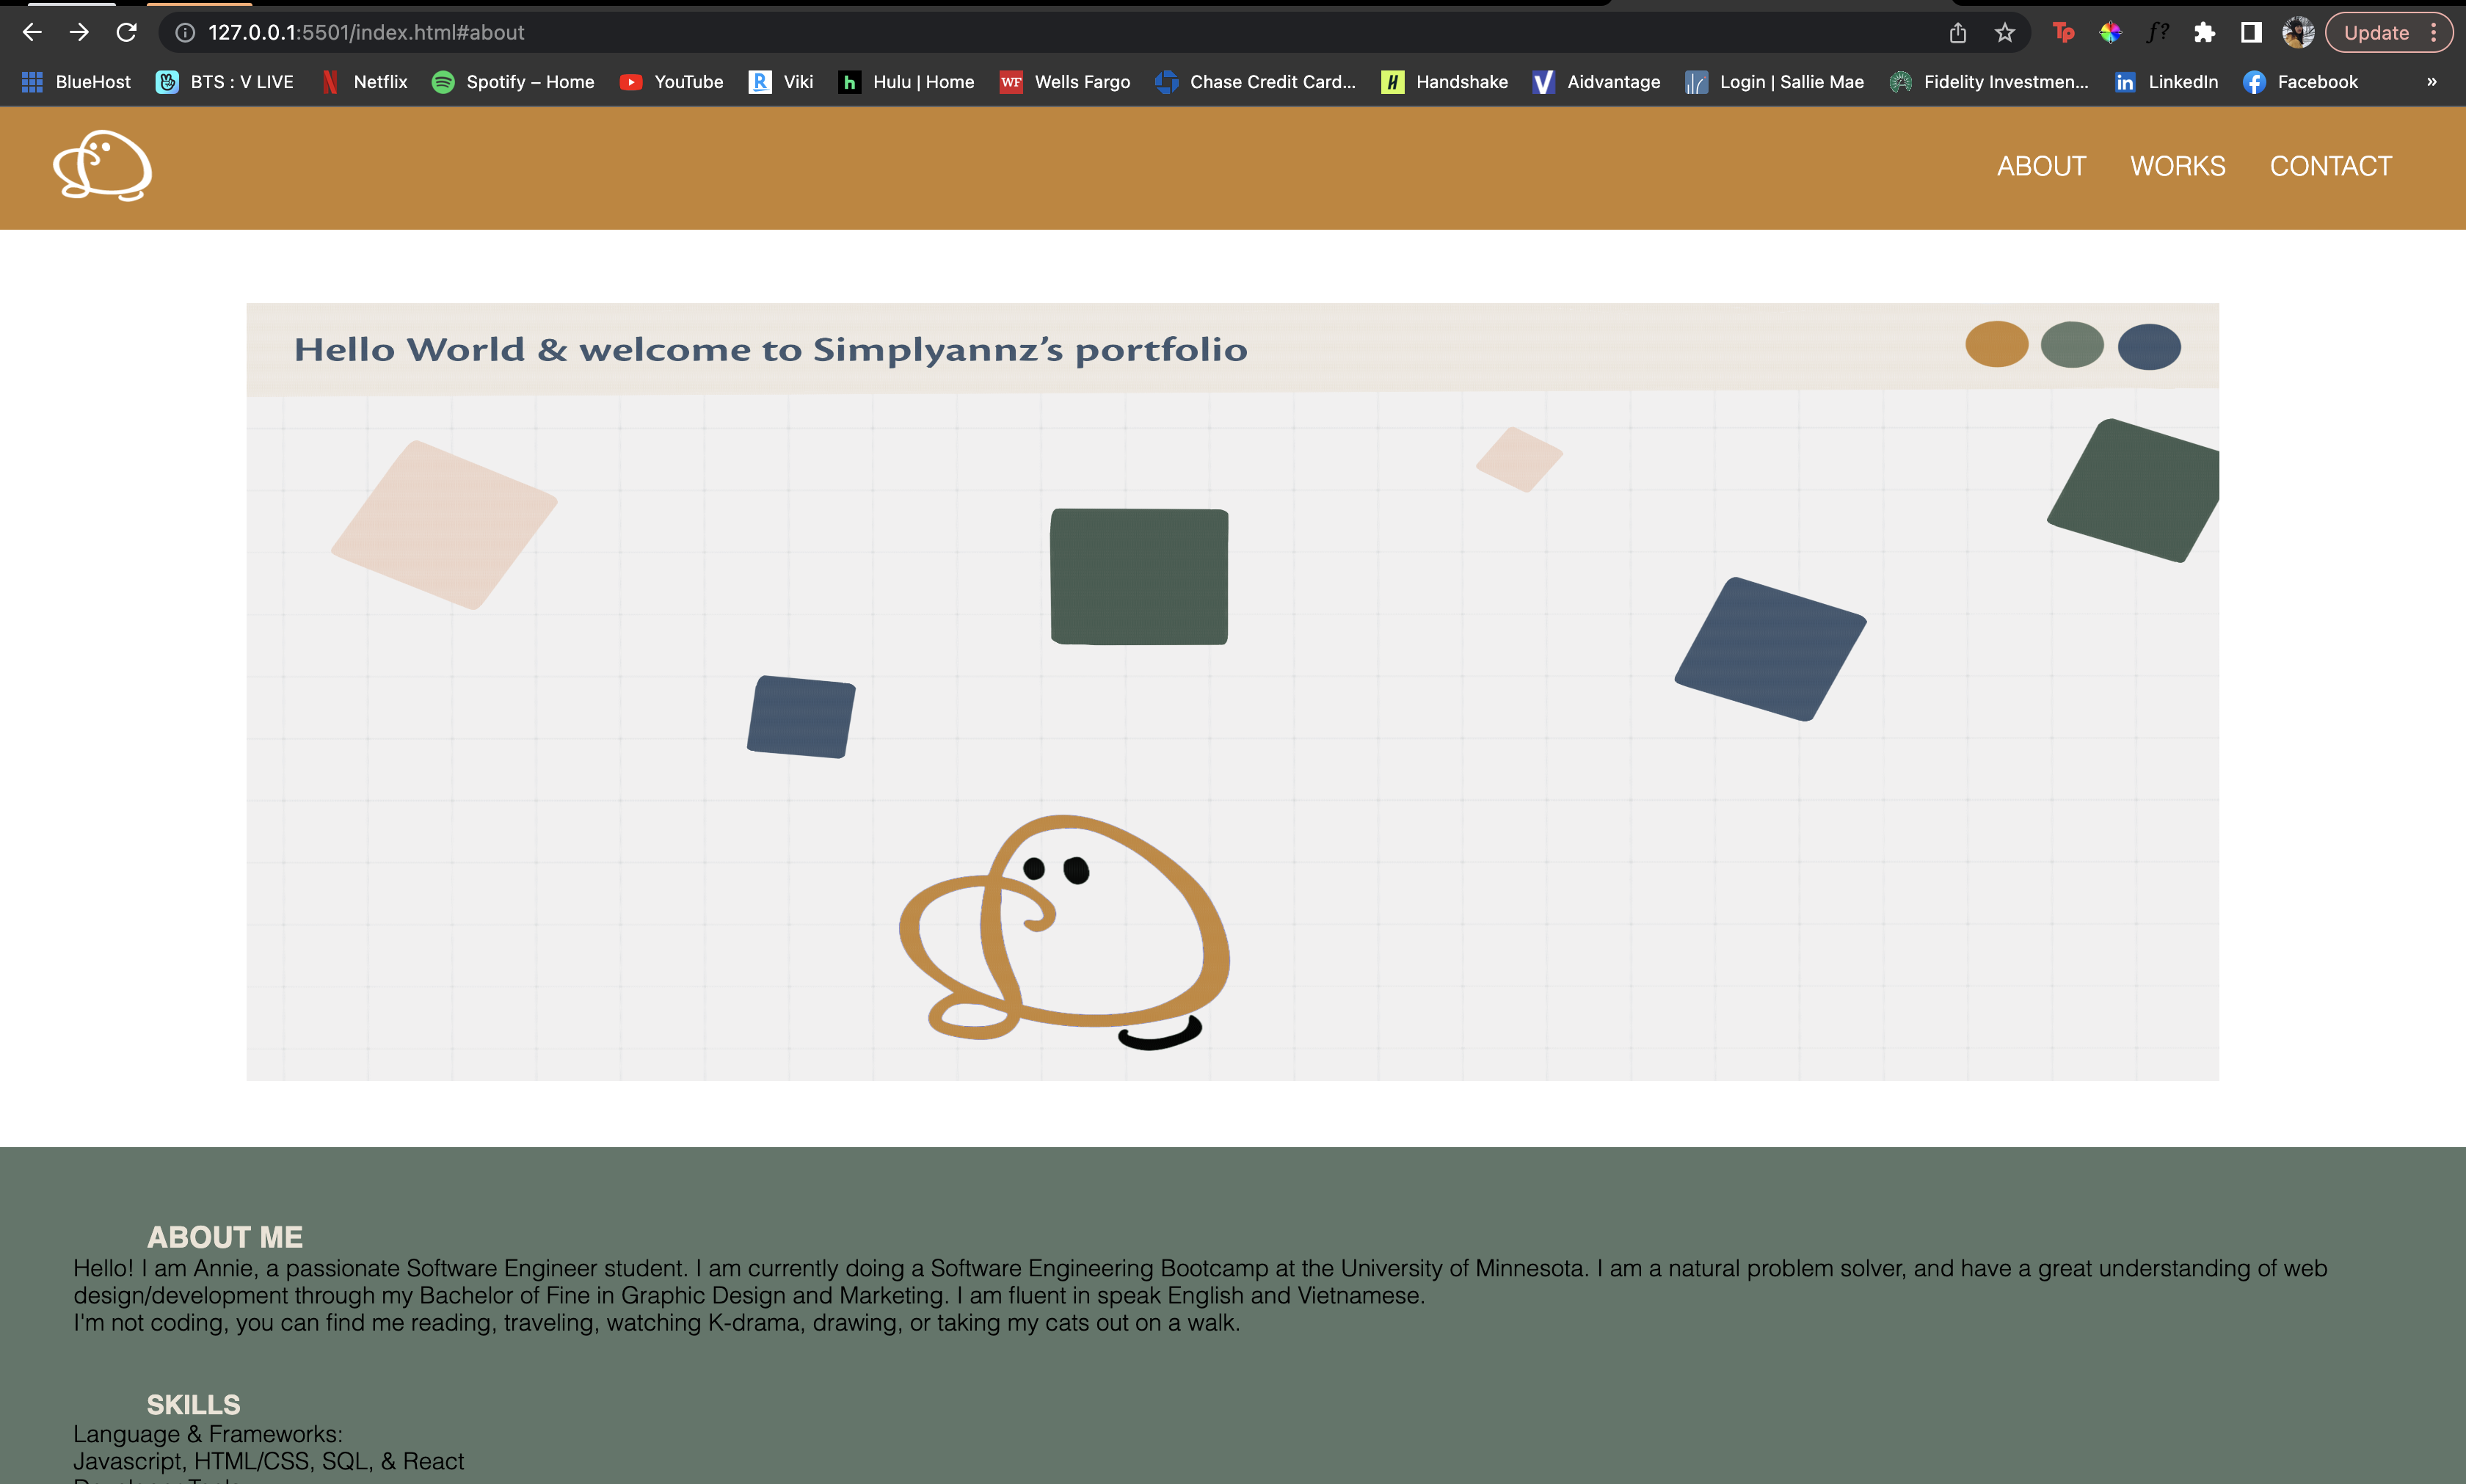 127.0.0.1:5501/index.html#about
Tp
f?
Update
BlueHost
BTS : V LIVE
Netflix
Spotify – Home
YouTube
R Viki
h Hulu | Home
WF Wells Fargo
Chase Credit Card...
H Handshake
V Aidvantage
Login | Sallie Mae
Fidelity Investmen...
in LinkedIn
f Facebook
»
ABOUT WORKS CONTACT
Hello World & welcome to Simplyannz’s portfolio
ABOUT ME
Hello! I am Annie, a passionate Software Engineer student. I am currently doing a Software Engineering Bootcamp at the University of Minnesota. I am a natural problem solver, and have a great understanding of web
design/development through my Bachelor of Fine in Graphic Design and Marketing. I am fluent in speak English and Vietnamese.
I'm not coding, you can find me reading, traveling, watching K-drama, drawing, or taking my cats out on a walk.
SKILLS
Language & Frameworks:
Javascript, HTML/CSS, SQL, & React